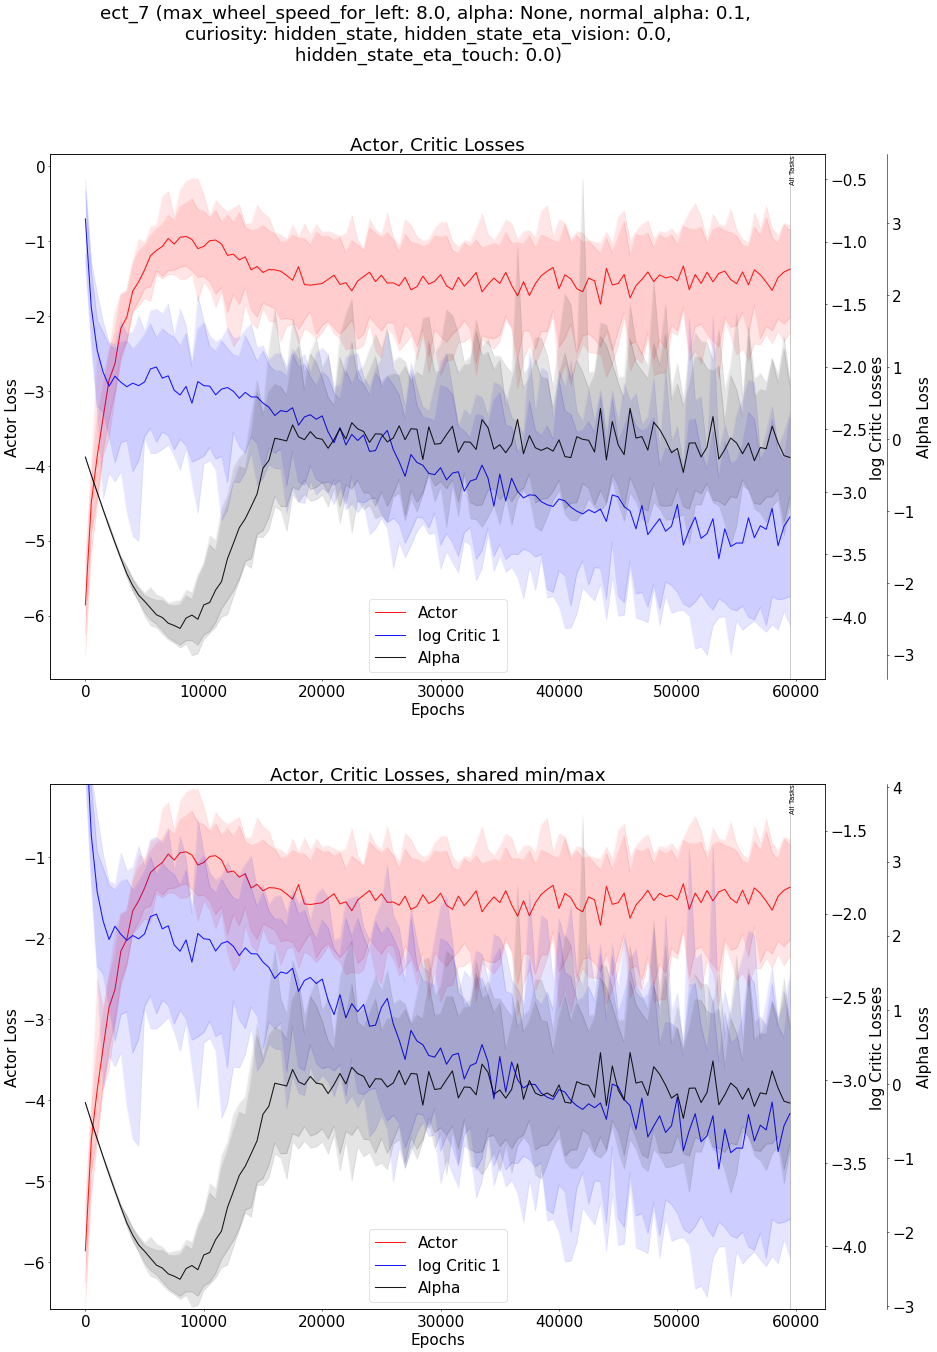 ect_7 (max_wheel_speed_for_left: 8.0, alpha: None, normal_alpha: 0.1,
curiosity: hidden_state, hidden_state_eta_vision: 0.0,
hidden_state_eta_touch: 0.0)
Actor, Critic Losses
All Tasks
0
−1
−2
−3
−4
−5
−6
Actor Loss
−0.5
−1.0
−1.5
−2.0
−2.5
−3.0
−3.5
−4.0
log Critic Losses
3
2
1
0
−1
−2
−3
Alpha Loss
Actor
log Critic 1
Alpha
0 10000 20000 30000 40000 50000 60000
Epochs
Actor, Critic Losses, shared min/max
All Tasks
−1
−2
−3
−4
−5
−6
Actor Loss
−1.5
−2.0
−2.5
−3.0
−3.5
−4.0
log Critic Losses
4
3
2
1
0
−1
−2
−3
Alpha Loss
Actor
log Critic 1
Alpha
0 10000 20000 30000 40000 50000 60000
Epochs